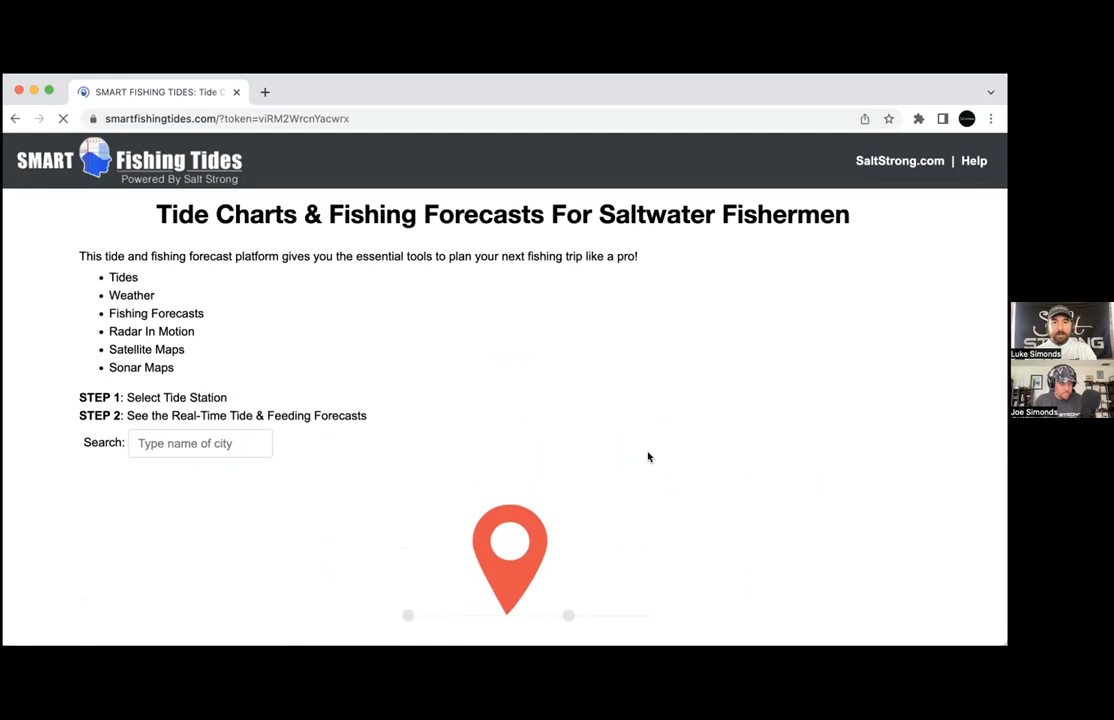 SMART FISHING TIDES: Tide C
smartfishingtides.com/?token=viRM2WrcnYacwrx
SMART Fishing Tides
Powered By Salt Strong
SaltStrong.com | Help
Tide Charts & Fishing Forecasts For Saltwater Fishermen
This tide and fishing forecast platform gives you the essential tools to plan your next fishing trip like a pro!
• Tides
• Weather
• Fishing Forecasts
• Radar In Motion
• Satellite Maps
• Sonar Maps
STEP 1: Select Tide Station
STEP 2: See the Real-Time Tide & Feeding Forecasts
Search: Type name of city
Salt
STRONG
Luke Simonds
Joe Simonds